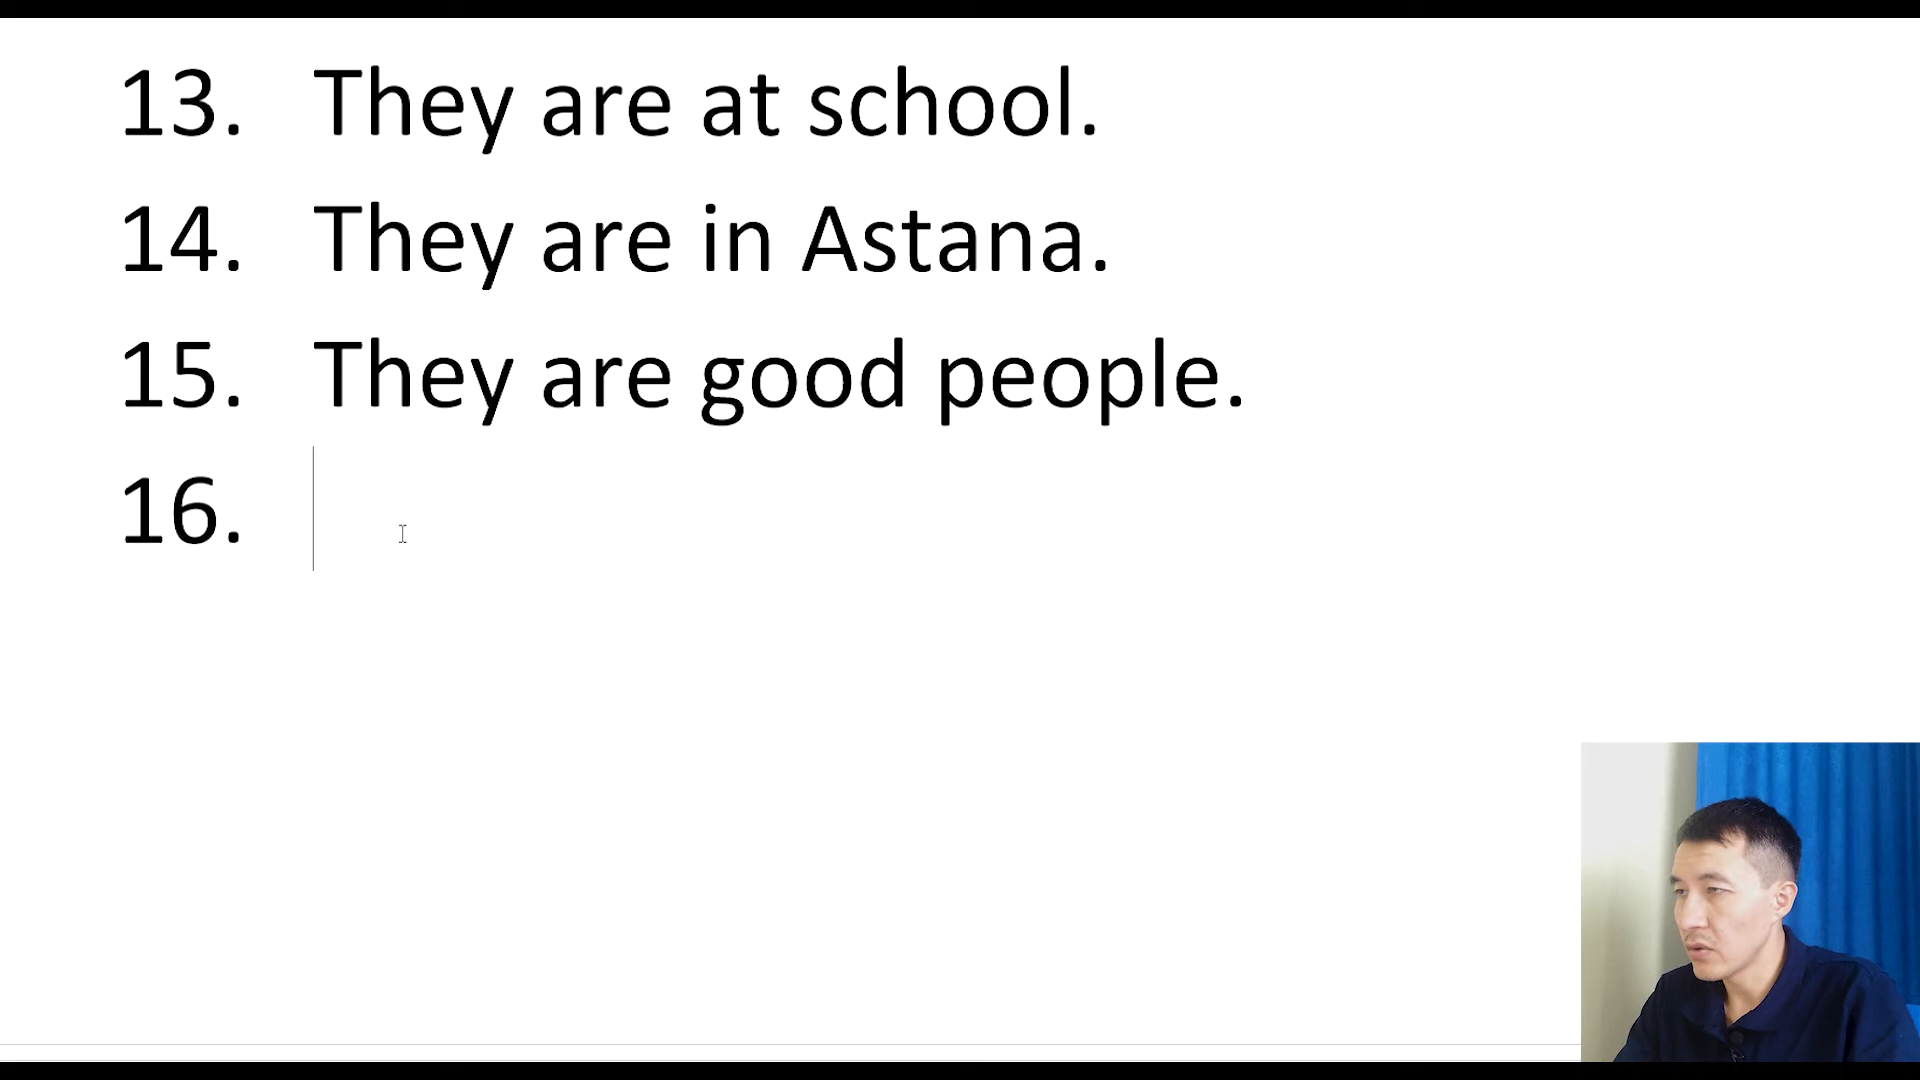 13. They are at school.
14. They are in Astana.
15. They are good people.
16.